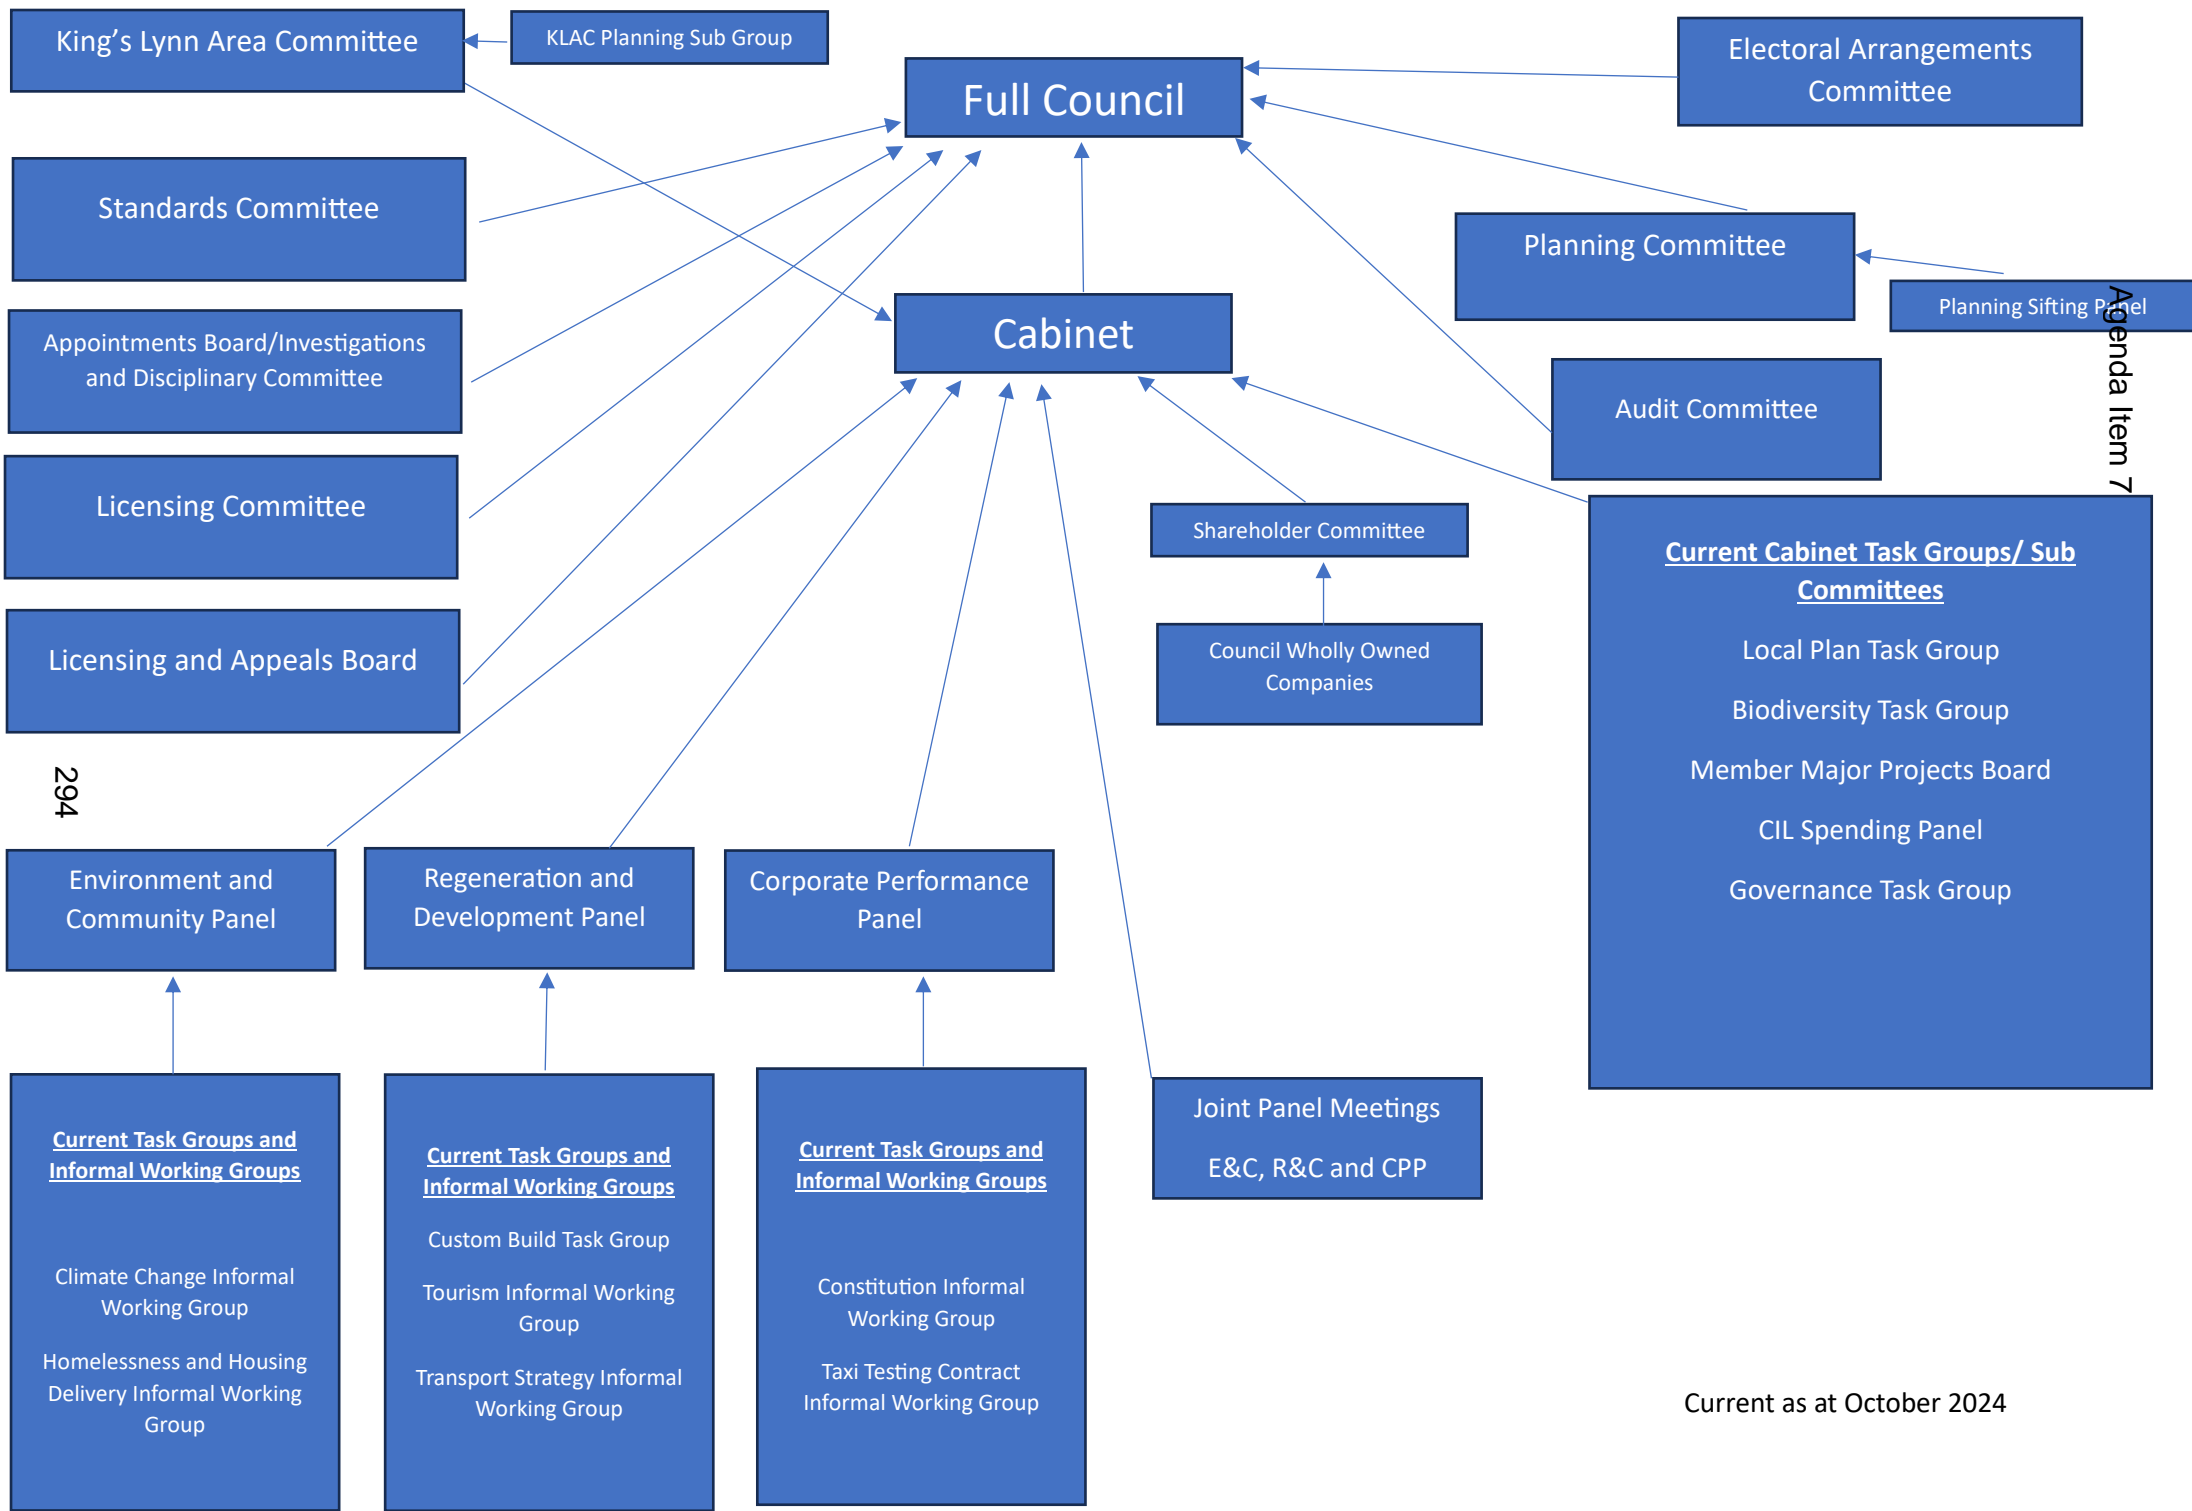 King's Lynn Area Committee
KLAC Planning Sub Group
Full Council
Electoral Arrangements
Committee
Standards Committee
Planning Committee
Planning Sifting Panel
Agenda Item 7
Cabinet
Appointments Board/Investigations
and Disciplinary Committee
Audit Committee
Licensing Committee
Shareholder Committee
Current Cabinet Task Groups/ Sub
Committees
Local Plan Task Group
Biodiversity Task Group
Member Major Projects Board
CIL Spending Panel
Governance Task Group
Licensing and Appeals Board
Council Wholly Owned
Companies
294
Environment and
Community Panel
Regeneration and
Development Panel
Corporate Performance
Panel
Current Task Groups and
Informal Working Groups
Climate Change Informal
Working Group
Homelessness and Housing
Delivery Informal Working
Group
Current Task Groups and
Informal Working Groups
Custom Build Task Group
Tourism Informal Working
Group
Transport Strategy Informal
Working Group
Current Task Groups and
Informal Working Groups
Constitution Informal
Working Group
Taxi Testing Contract
Informal Working Group
Joint Panel Meetings
E&C, R&C and CPP
Current as at October 2024